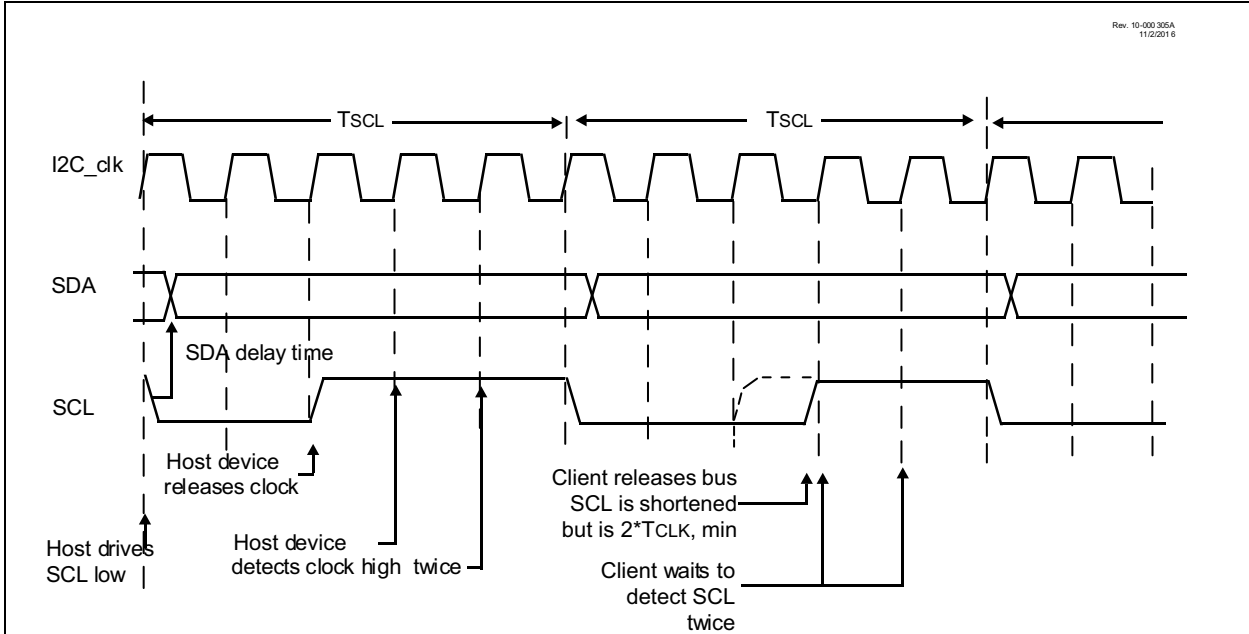 Rev. 10-000 305A
11/2/201 6
TSCL
TSCL
I2C_clk
SDA
SDA delay time
SCL
Host device
releases clock
Client releases bus
SCL is shortened
but is 2*TCLK, min
Host drives
SCL low
Host device
detects clock high twice
Client waits to
detect SCL
twice